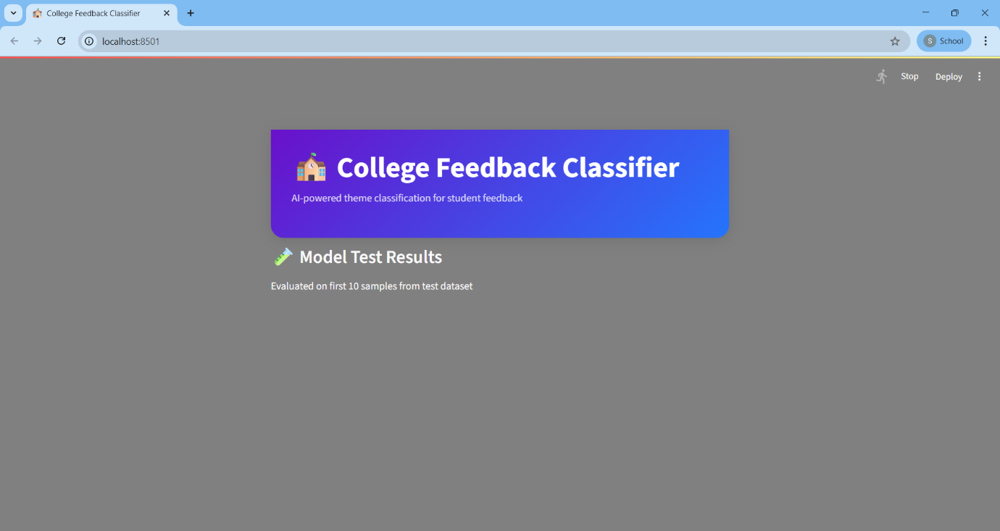 College Feedback Classifier
localhost:8501
S School
Stop Deploy
College Feedback Classifier
AI-powered theme classification for student feedback
Model Test Results
Evaluated on first 10 samples from test dataset